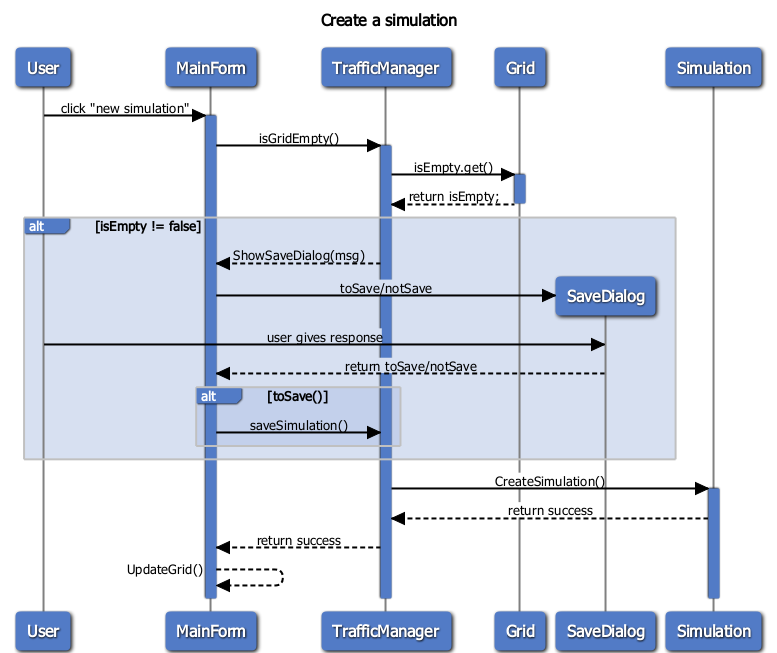 Create a simulation
User
MainForm
TrafficManager
Grid
Simulation
click "new simulation"
isGridEmpty()
isEmpty.get()
return isEmpty;
alt
[isEmpty != false]
ShowSaveDialog(msg)
toSave/notSave
SaveDialog
user gives response
return toSave/notSave
alt
[toSave()]
saveSimulation()
CreateSimulation()
return success
return success
UpdateGrid()
User
MainForm
TrafficManager
Grid
SaveDialog
Simulation